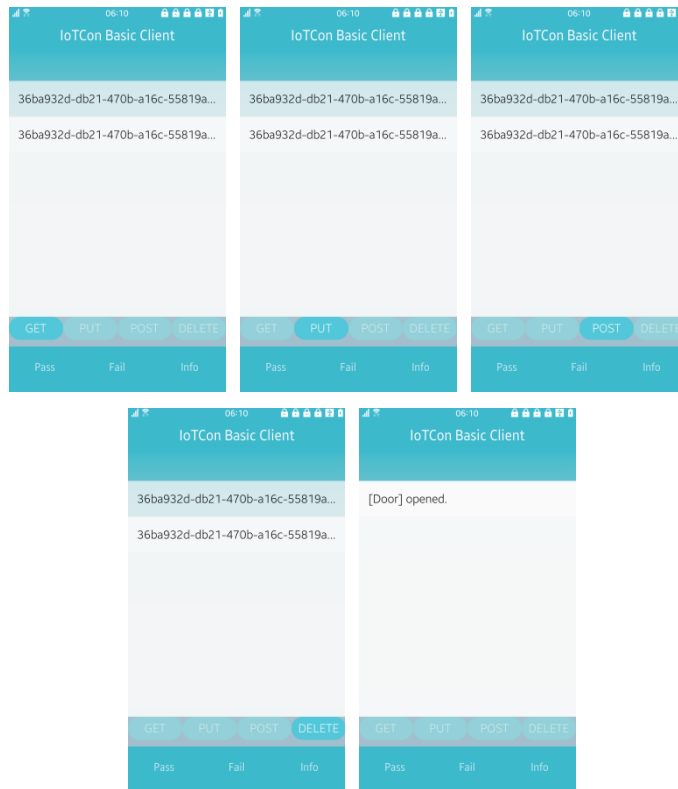 06:10
IoTCon Basic Client
36ba932d-db21-470b-a16c-55819a...
36ba932d-db21-470b-a16c-55819a...
GET PUT POST DELETE
Pass Fail Info
06:10
IoTCon Basic Client
36ba932d-db21-470b-a16c-55819a...
36ba932d-db21-470b-a16c-55819a...
GET PUT POST DELETE
Pass Fail Info
06:10
IoTCon Basic Client
36ba932d-db21-470b-a16c-55819a...
36ba932d-db21-470b-a16c-55819a...
GET PUT POST DELETE
Pass Fail Info
06:10
IoTCon Basic Client
36ba932d-db21-470b-a16c-55819a...
36ba932d-db21-470b-a16c-55819a...
GET PUT POST DELETE
Pass Fail Info
06:10
IoTCon Basic Client
[Door] opened.
GET PUT POST DELETE
Pass Fail Info